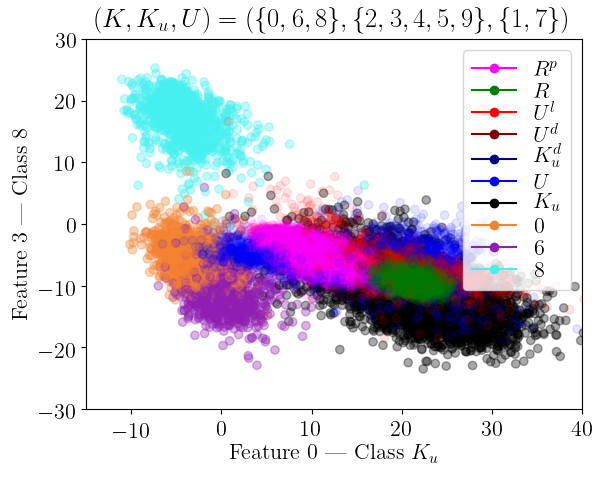 (K, K_u, U) = ({0, 6, 8}, {2, 3, 4, 5, 9}, {1, 7})
30
20
10
0
−10
−20
−30
Feature 3 — Class 8
R^p
R
U^l
U^d
K_u^d
U
K_u
0
6
8
−10
0
10
20
30
40
Feature 0 — Class K_u